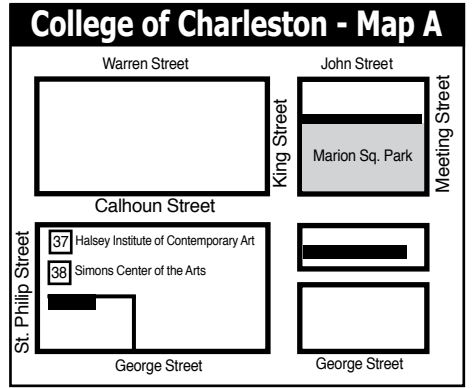 College of Charleston - Map A
Warren Street
John Street
King Street
Meeting Street
Marion Sq. Park
Calhoun Street
St. Philip Street
37 Halsey Institute of Contemporary Art
38 Simons Center of the Arts
George Street
George Street